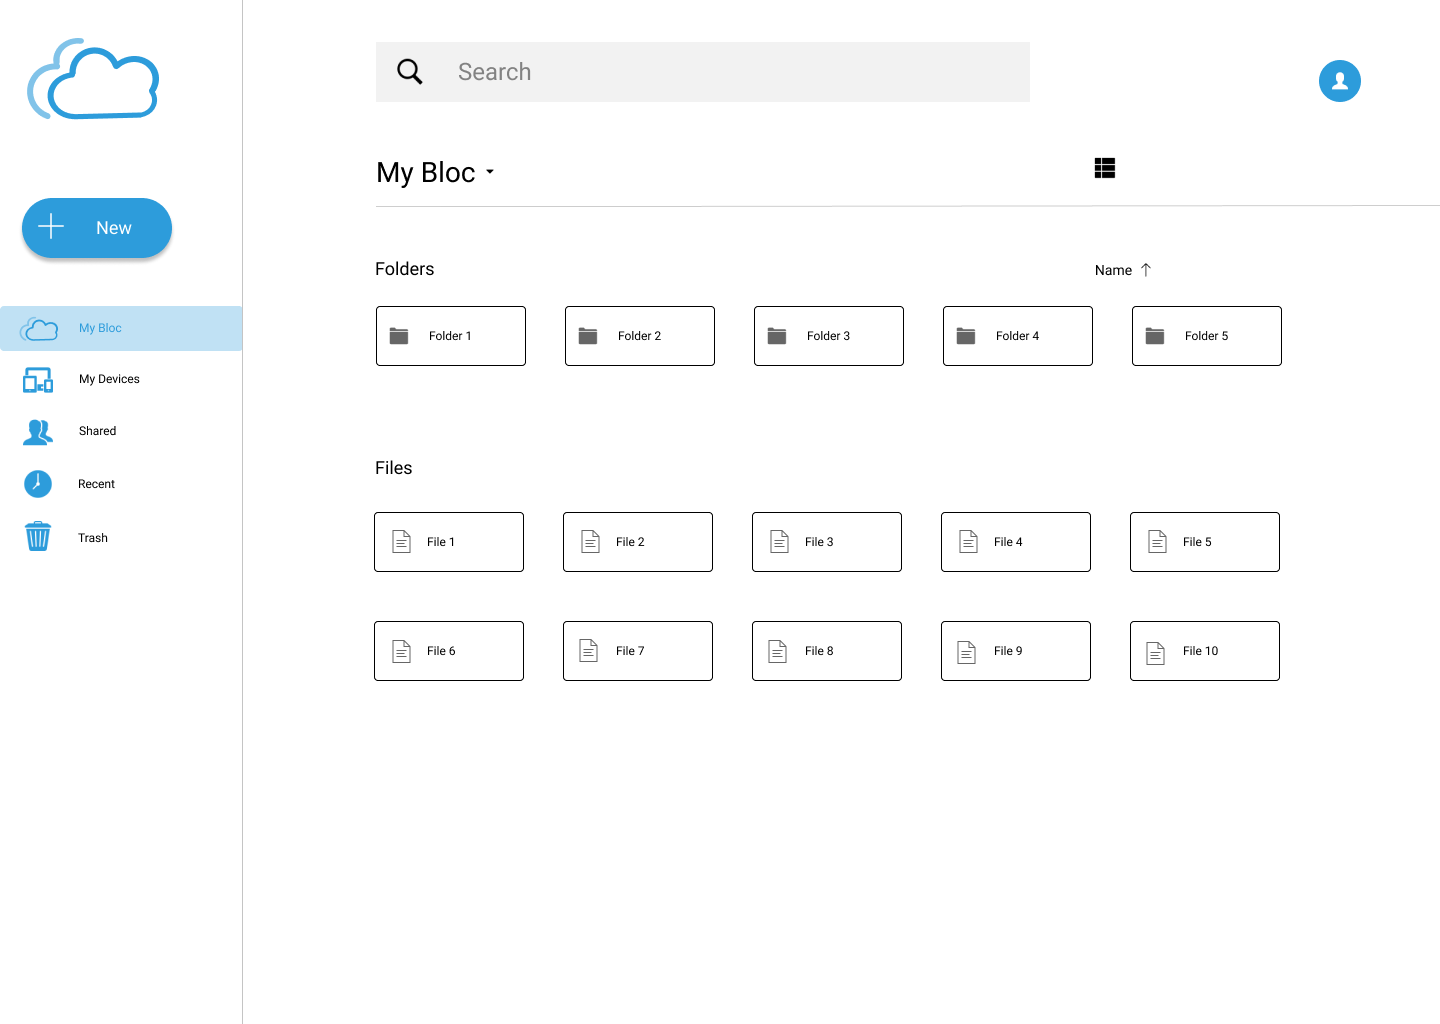 Search
My Bloc
New
Folders
Name
My Bloc
Folder 1
Folder 2
Folder 3
Folder 4
Folder 5
My Devices
Shared
Recent
Trash
Files
File 1
File 2
File 3
File 4
File 5
File 6
File 7
File 8
File 9
File 10